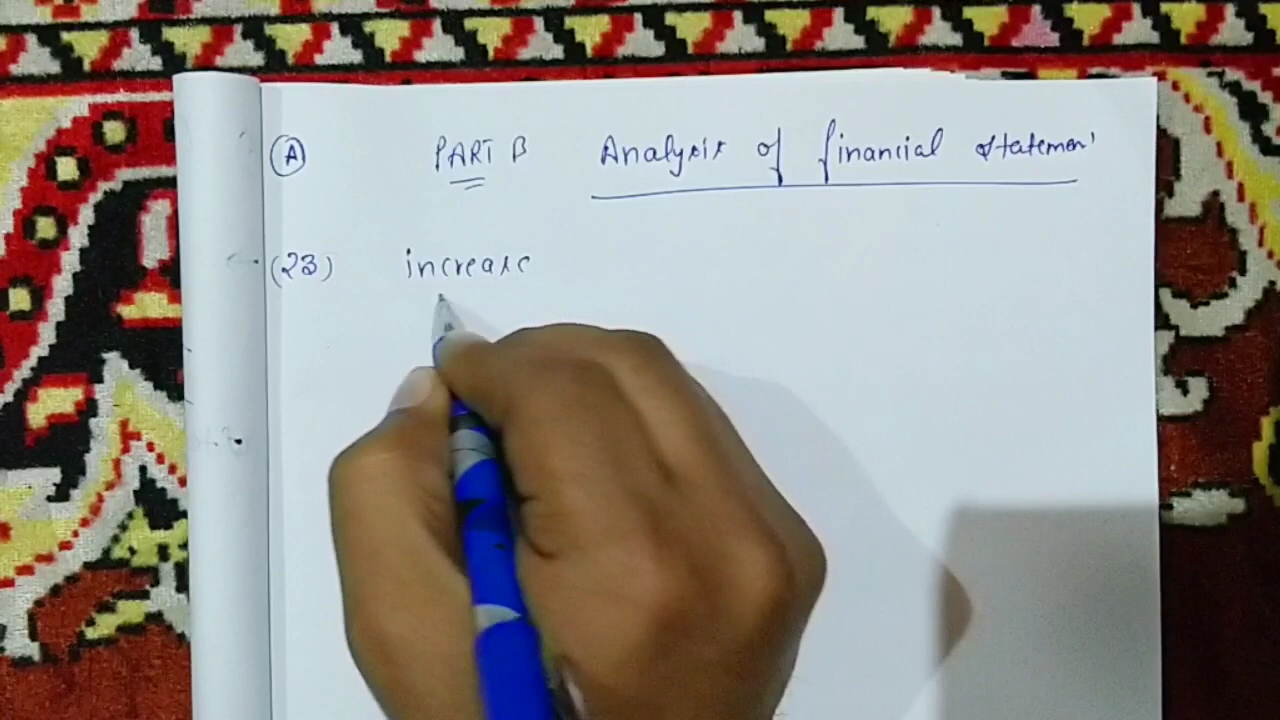 A PART B Analysis of financial statement
(23) increase